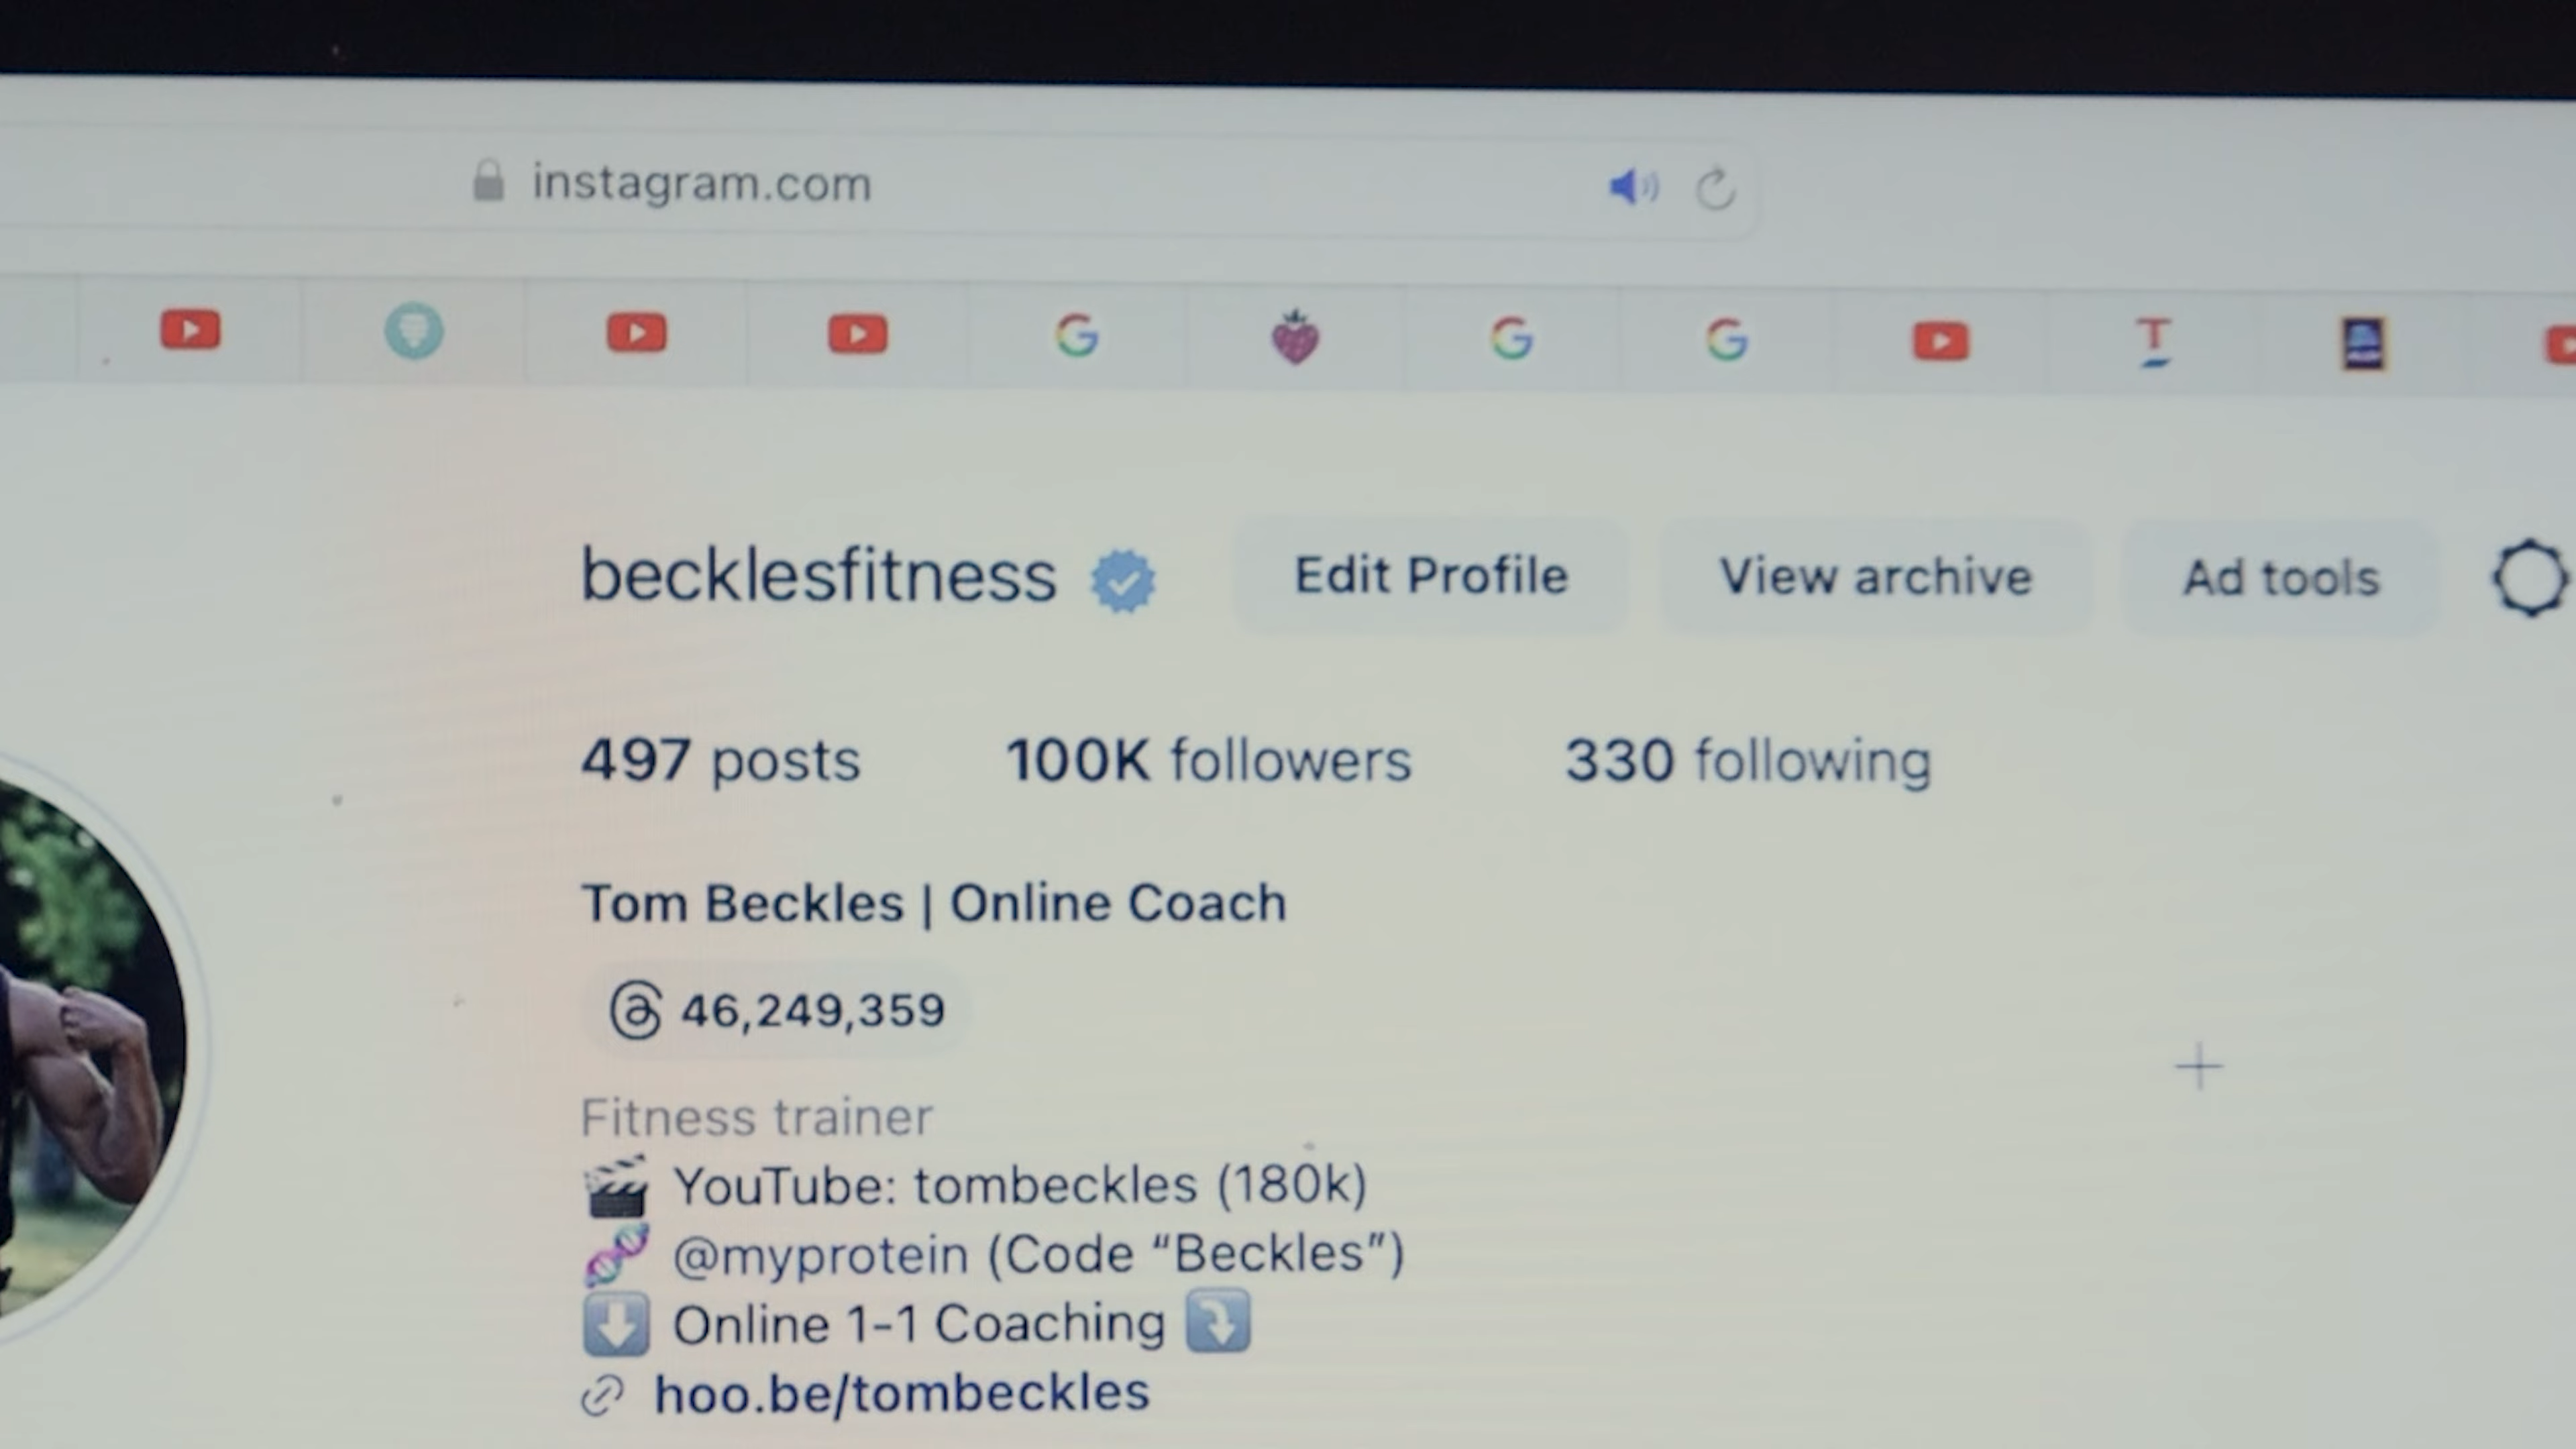 instagram.com
becklesfitness Edit Profile View archive Ad tools
497 posts 100K followers 330 following
Tom Beckles | Online Coach
46,249,359
Fitness trainer
🎬 YouTube: tombeckles (180k)
🧬 @myprotein (Code “Beckles”)
⬇️ Online 1-1 Coaching ⤵️
hoo.be/tombeckles